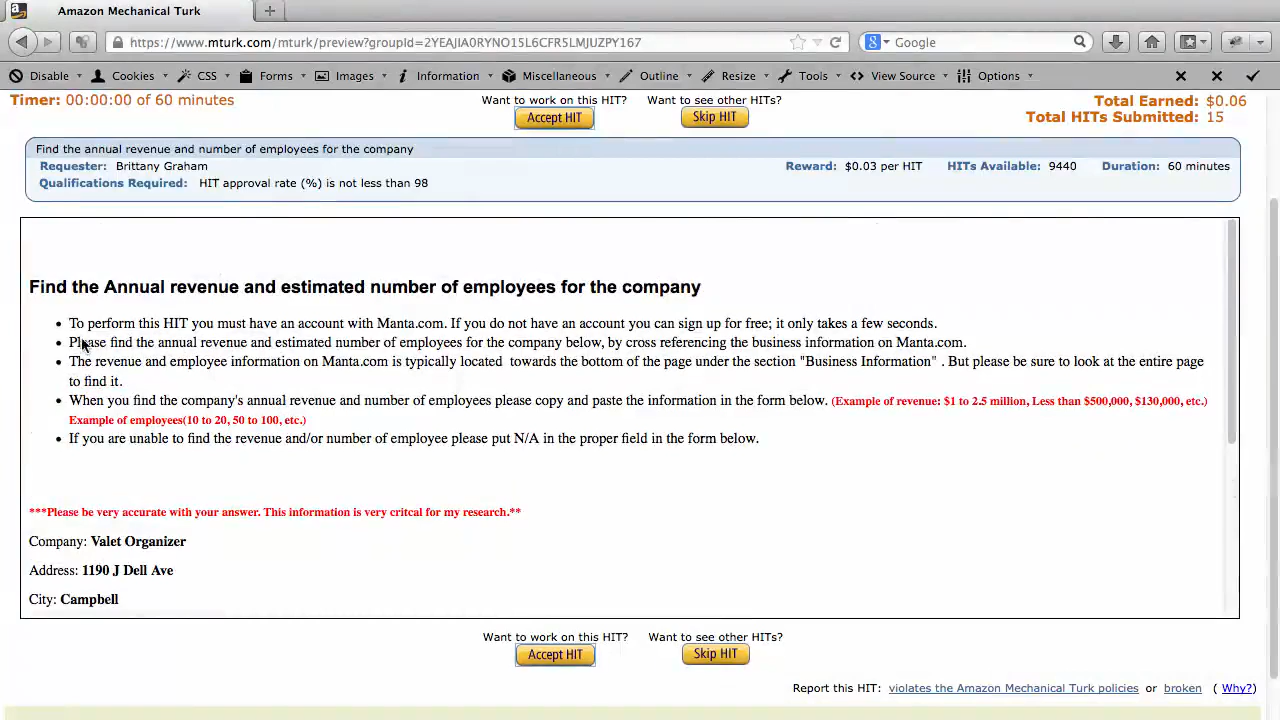 Amazon Mechanical Turk
https://www.mturk.com/mturk/preview?groupId=2YEAJIA0RYNO15L6CFR5LMJUZPY167
Google
Disable Cookies CSS Forms Images Information Miscellaneous Outline Resize Tools View Source Options
Timer: 00:00:00 of 60 minutes
Want to work on this HIT? Want to see other HITs?
Accept HIT Skip HIT
Total Earned: $0.06
Total HITs Submitted: 15
Find the annual revenue and number of employees for the company
Requester: Brittany Graham Reward: $0.03 per HIT HITs Available: 9440 Duration: 60 minutes
Qualifications Required: HIT approval rate (%) is not less than 98
Find the Annual revenue and estimated number of employees for the company
• To perform this HIT you must have an account with Manta.com. If you do not have an account you can sign up for free; it only takes a few seconds.
• Please find the annual revenue and estimated number of employees for the company below, by cross referencing the business information on Manta.com.
• The revenue and employee information on Manta.com is typically located towards the bottom of the page under the section "Business Information" . But please be sure to look at the entire page
to find it.
• When you find the company's annual revenue and number of employees please copy and paste the information in the form below. (Example of revenue: $1 to 2.5 million, Less than $500,000, $130,000, etc.)
Example of employees(10 to 20, 50 to 100, etc.)
• If you are unable to find the revenue and/or number of employee please put N/A in the proper field in the form below.
***Please be very accurate with your answer. This information is very critcal for my research.**
Company: Valet Organizer
Address: 1190 J Dell Ave
City: Campbell
Want to work on this HIT? Want to see other HITs?
Accept HIT Skip HIT
Report this HIT: violates the Amazon Mechanical Turk policies or broken ( Why?)